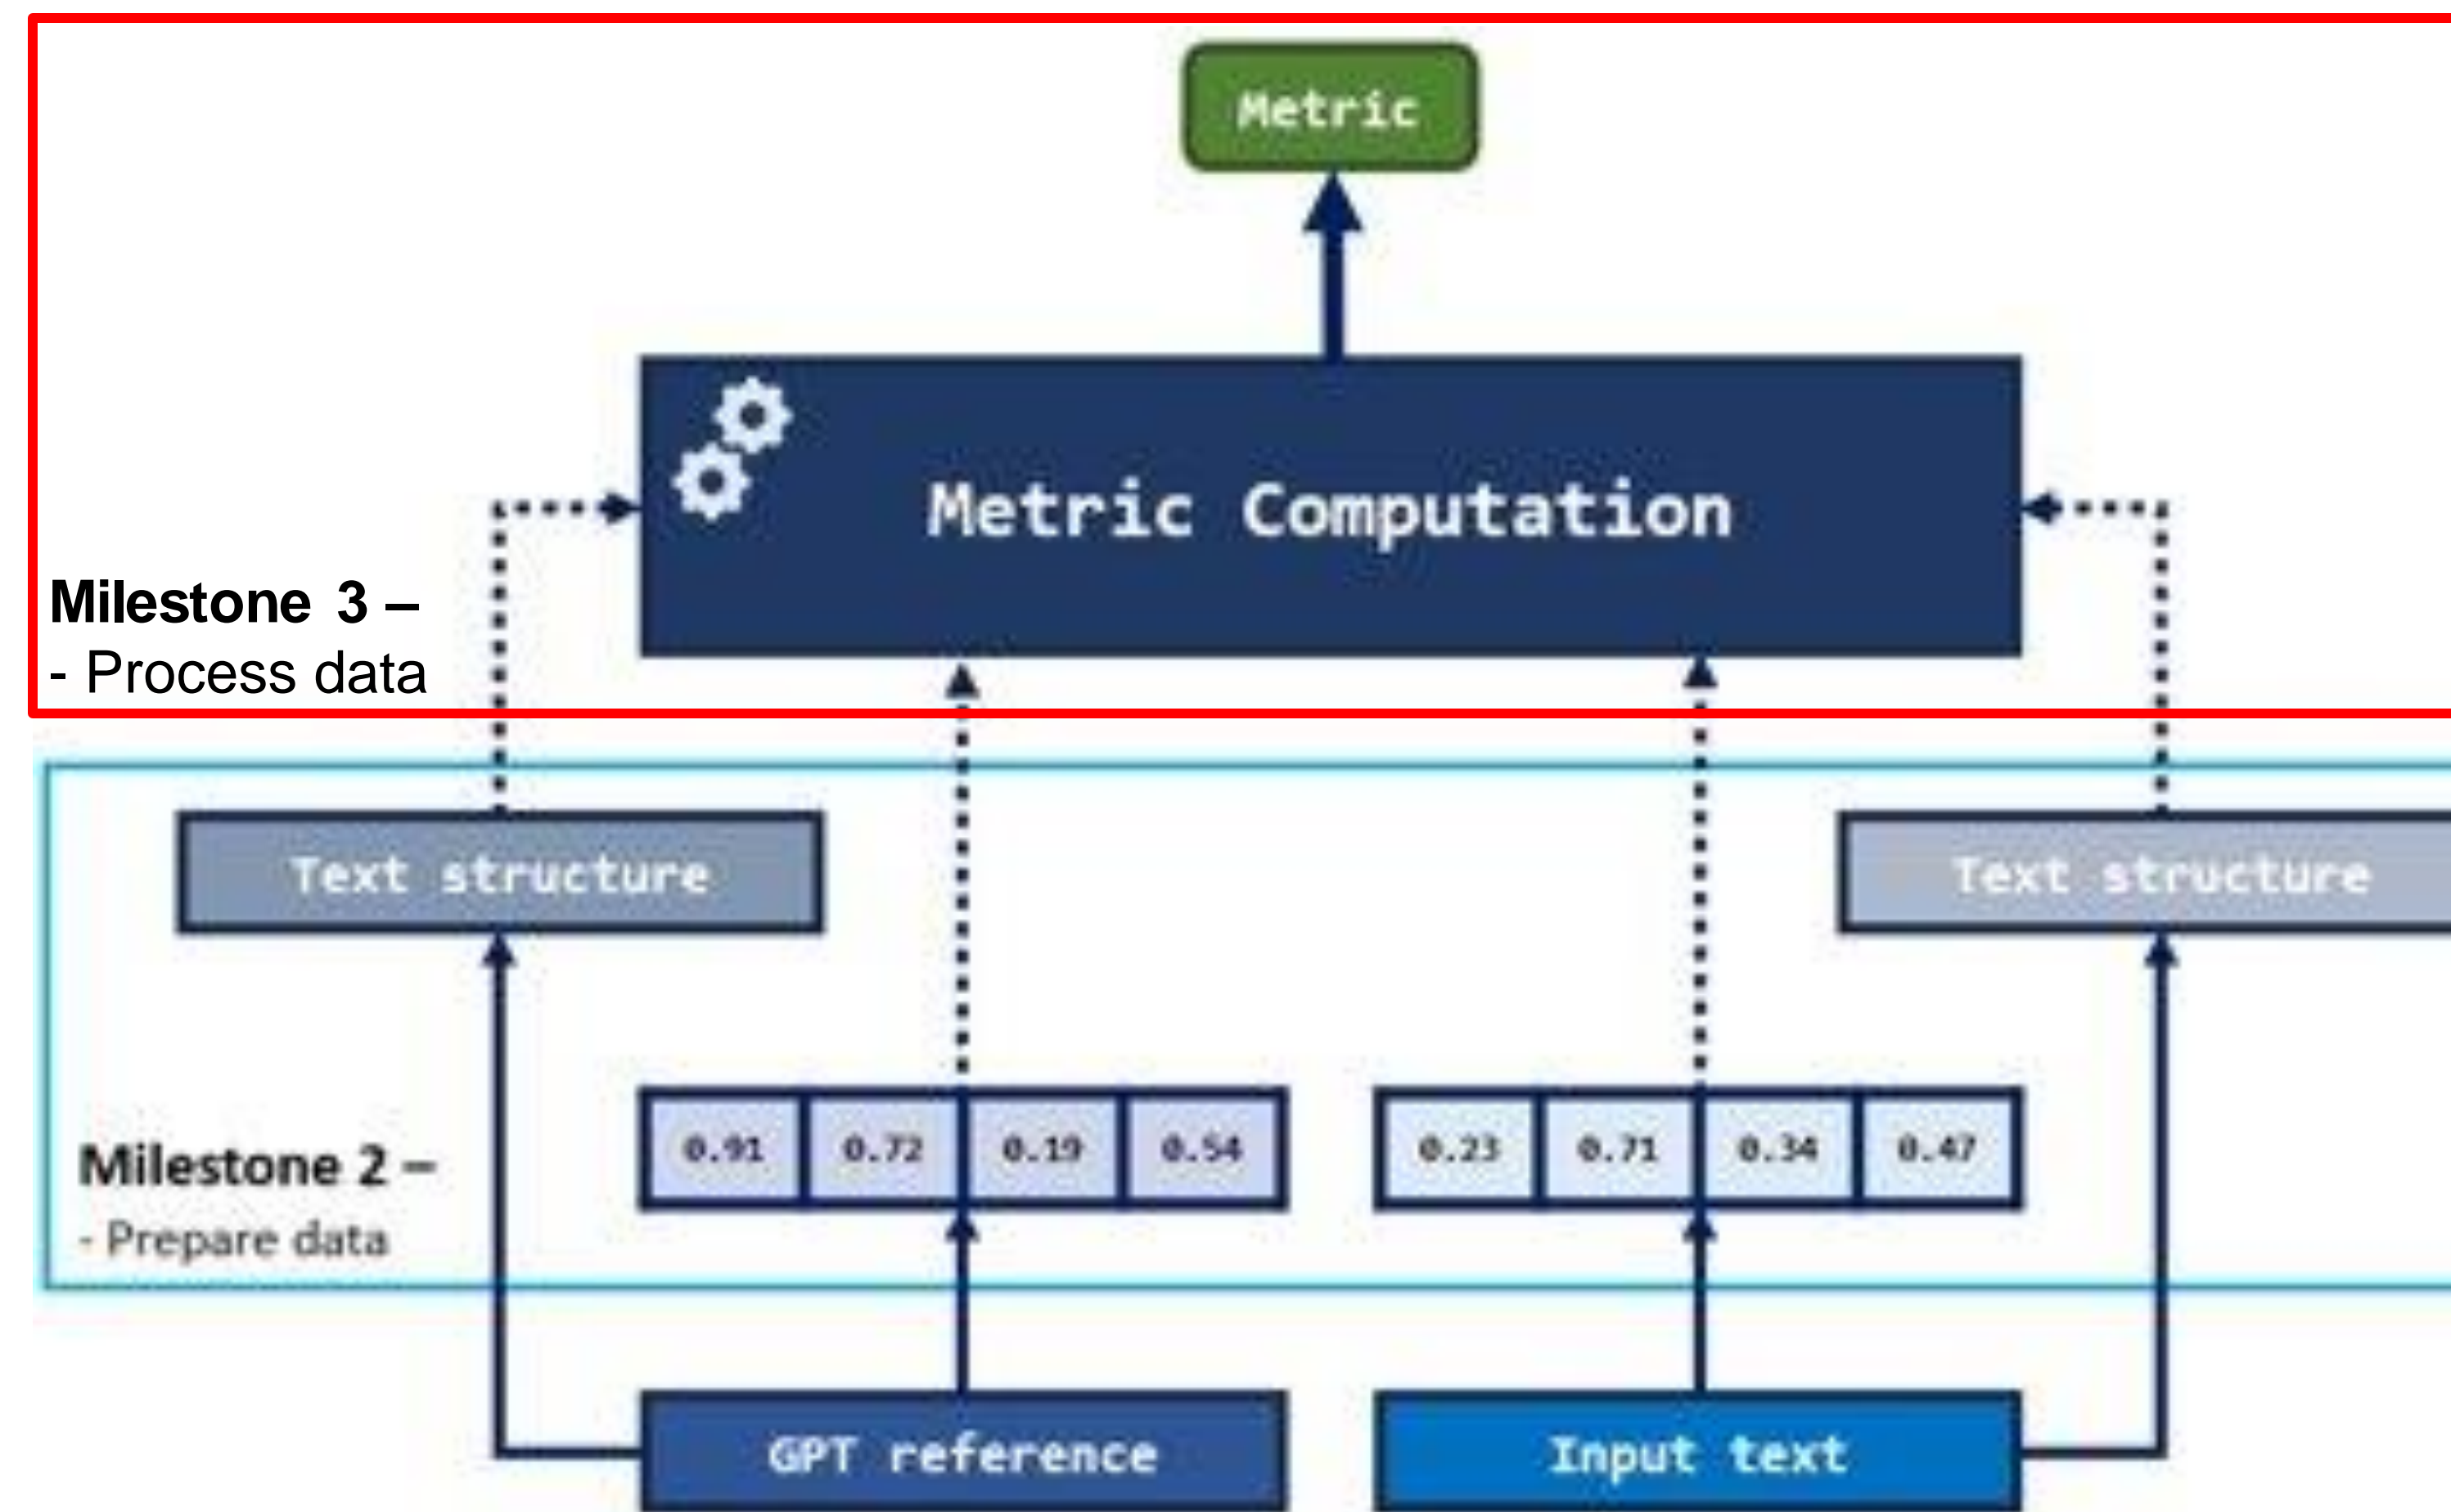 Metric
Metric Computation
Milestone 3 –
- Process data
Text structure
Text structure
0.91 0.72 0.19 0.54 0.23 0.71 0.34 0.47
Milestone 2 –
- Prepare data
GPT reference
Input text